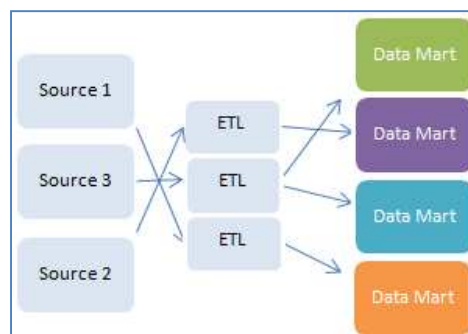 Source 1
Source 3
Source 2
ETL
ETL
ETL
Data Mart
Data Mart
Data Mart
Data Mart